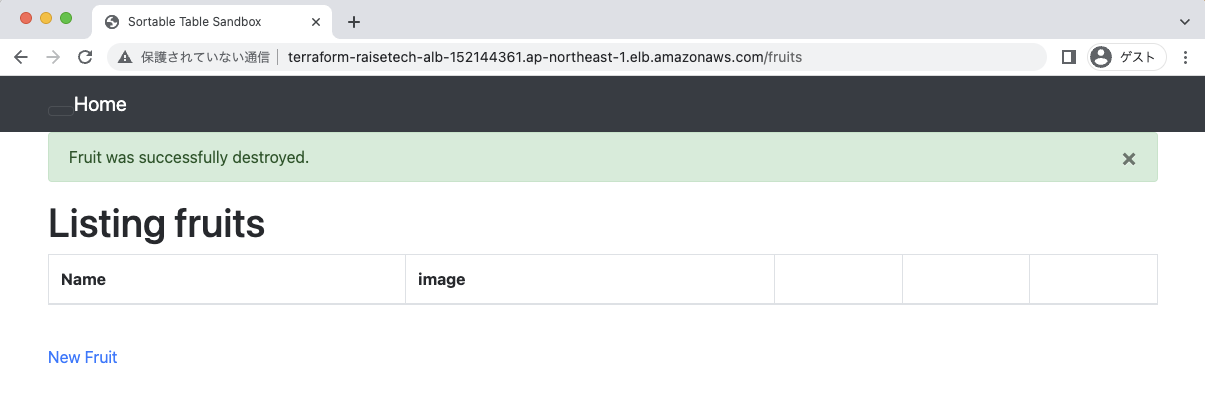 Sortable Table Sandbox
保護されていない通信 terraform-raisetech-alb-152144361.ap-northeast-1.elb.amazonaws.com/fruits ゲスト
Home
Fruit was successfully destroyed. ×
Listing fruits
Name image
New Fruit